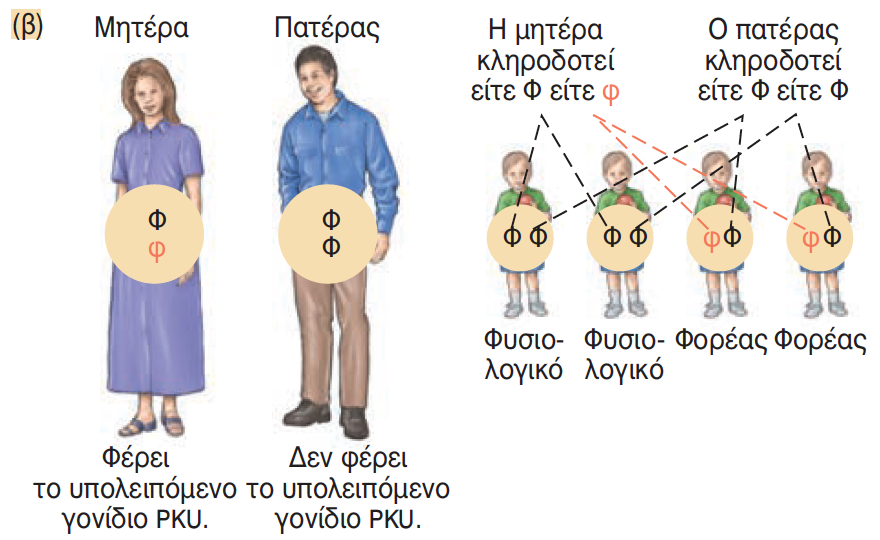 (β)
Μητέρα
Πατέρας
Φ
φ
Φ
Φ
Φέρει
το υπολειπόμενο
γονίδιο PKU.
Δεν φέρει
το υπολειπόμενο
γονίδιο PKU.
Η μητέρα
κληροδοτεί
είτε Φ είτε φ
Ο πατέρας
κληροδοτεί
είτε Φ είτε Φ
Φ Φ
Φ Φ
φ Φ
φ Φ
Φυσιο-
λογικό
Φυσιο-
λογικό
Φορέας
Φορέας